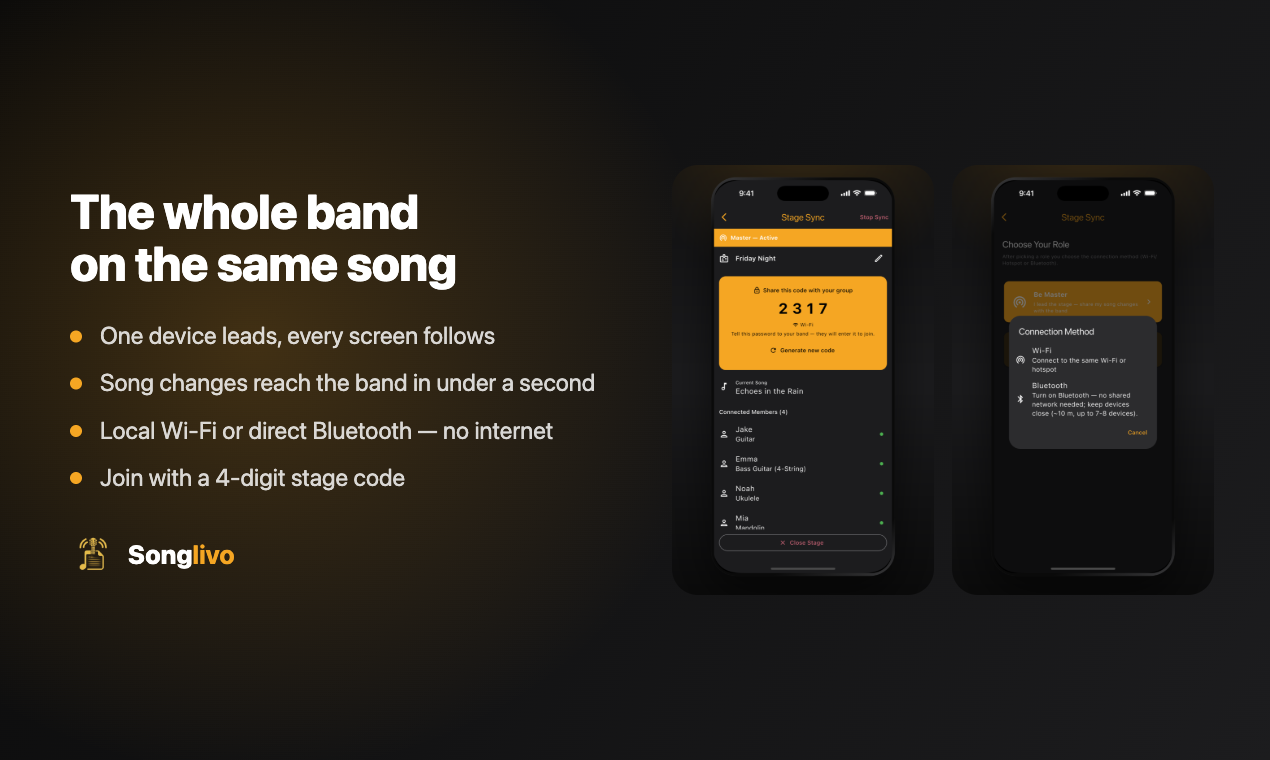 The whole band
on the same song
One device leads, every screen follows
Song changes reach the band in under a second
Local Wi-Fi or direct Bluetooth — no internet
Join with a 4-digit stage code
Songlivo
9:41
Stage Sync
Stop Sync
Master — Active
Friday Night
Share this code with your group
2317
Wi-Fi
Tell this password to your band — they will enter it to join.
Generate new code
Current Song
Echoes in the Rain
Connected Members (4)
Jake
Guitar
Emma
Bass Guitar (4-String)
Noah
Ukulele
Mia
Mandolin
Close Stage
9:41
Stage Sync
Choose Your Role
Be Master
Connection Method
Wi-Fi
Connect to the same Wi-Fi or
hotspot
Bluetooth
Turn on Bluetooth — no shared
network needed; keep devices
close (~10 m, up to 7-8 devices).
Cancel